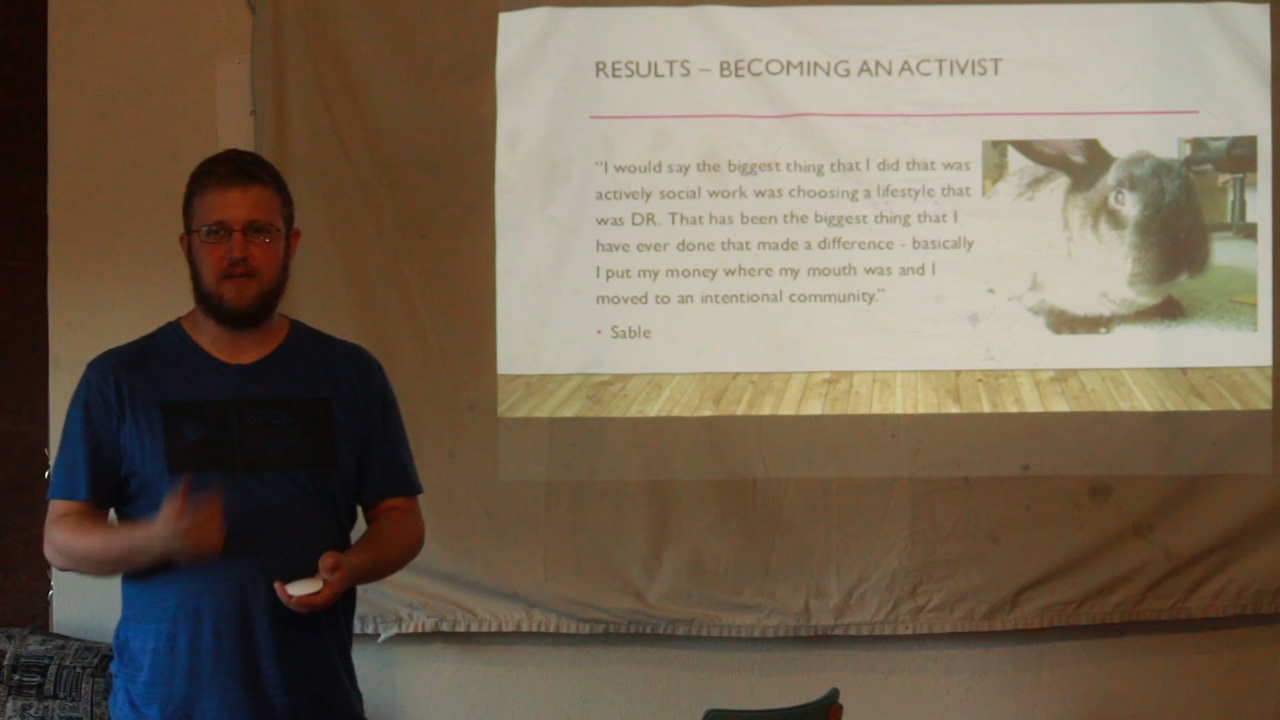 RESULTS – BECOMING AN ACTIVIST
“I would say the biggest thing that I did that was
actively social work was choosing a lifestyle that
was DR. That has been the biggest thing that I
have ever done that made a difference - basically
I put my money where my mouth was and I
moved to an intentional community.”
• Sable